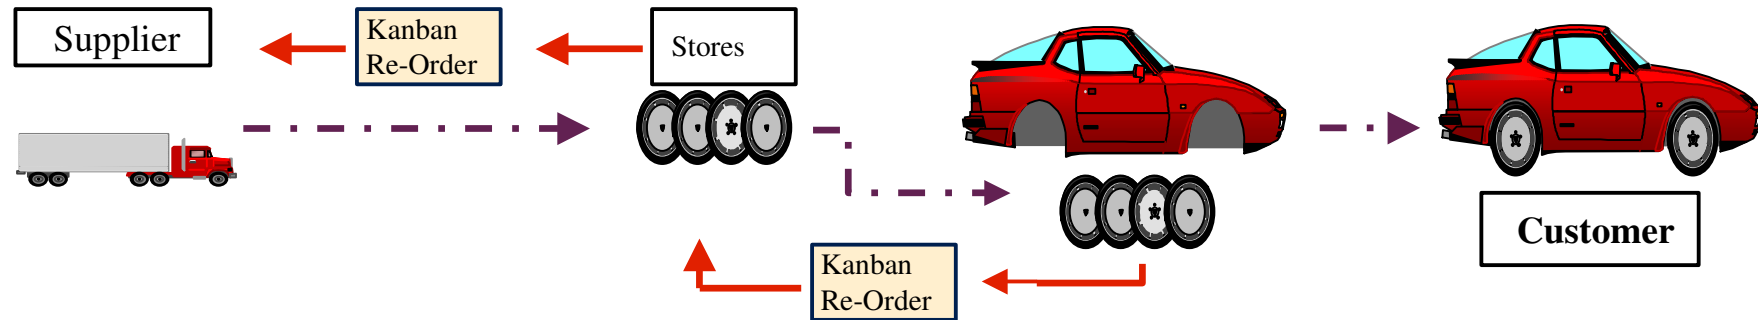 Supplier
Kanban
Re-Order
Stores
Kanban
Re-Order
Customer